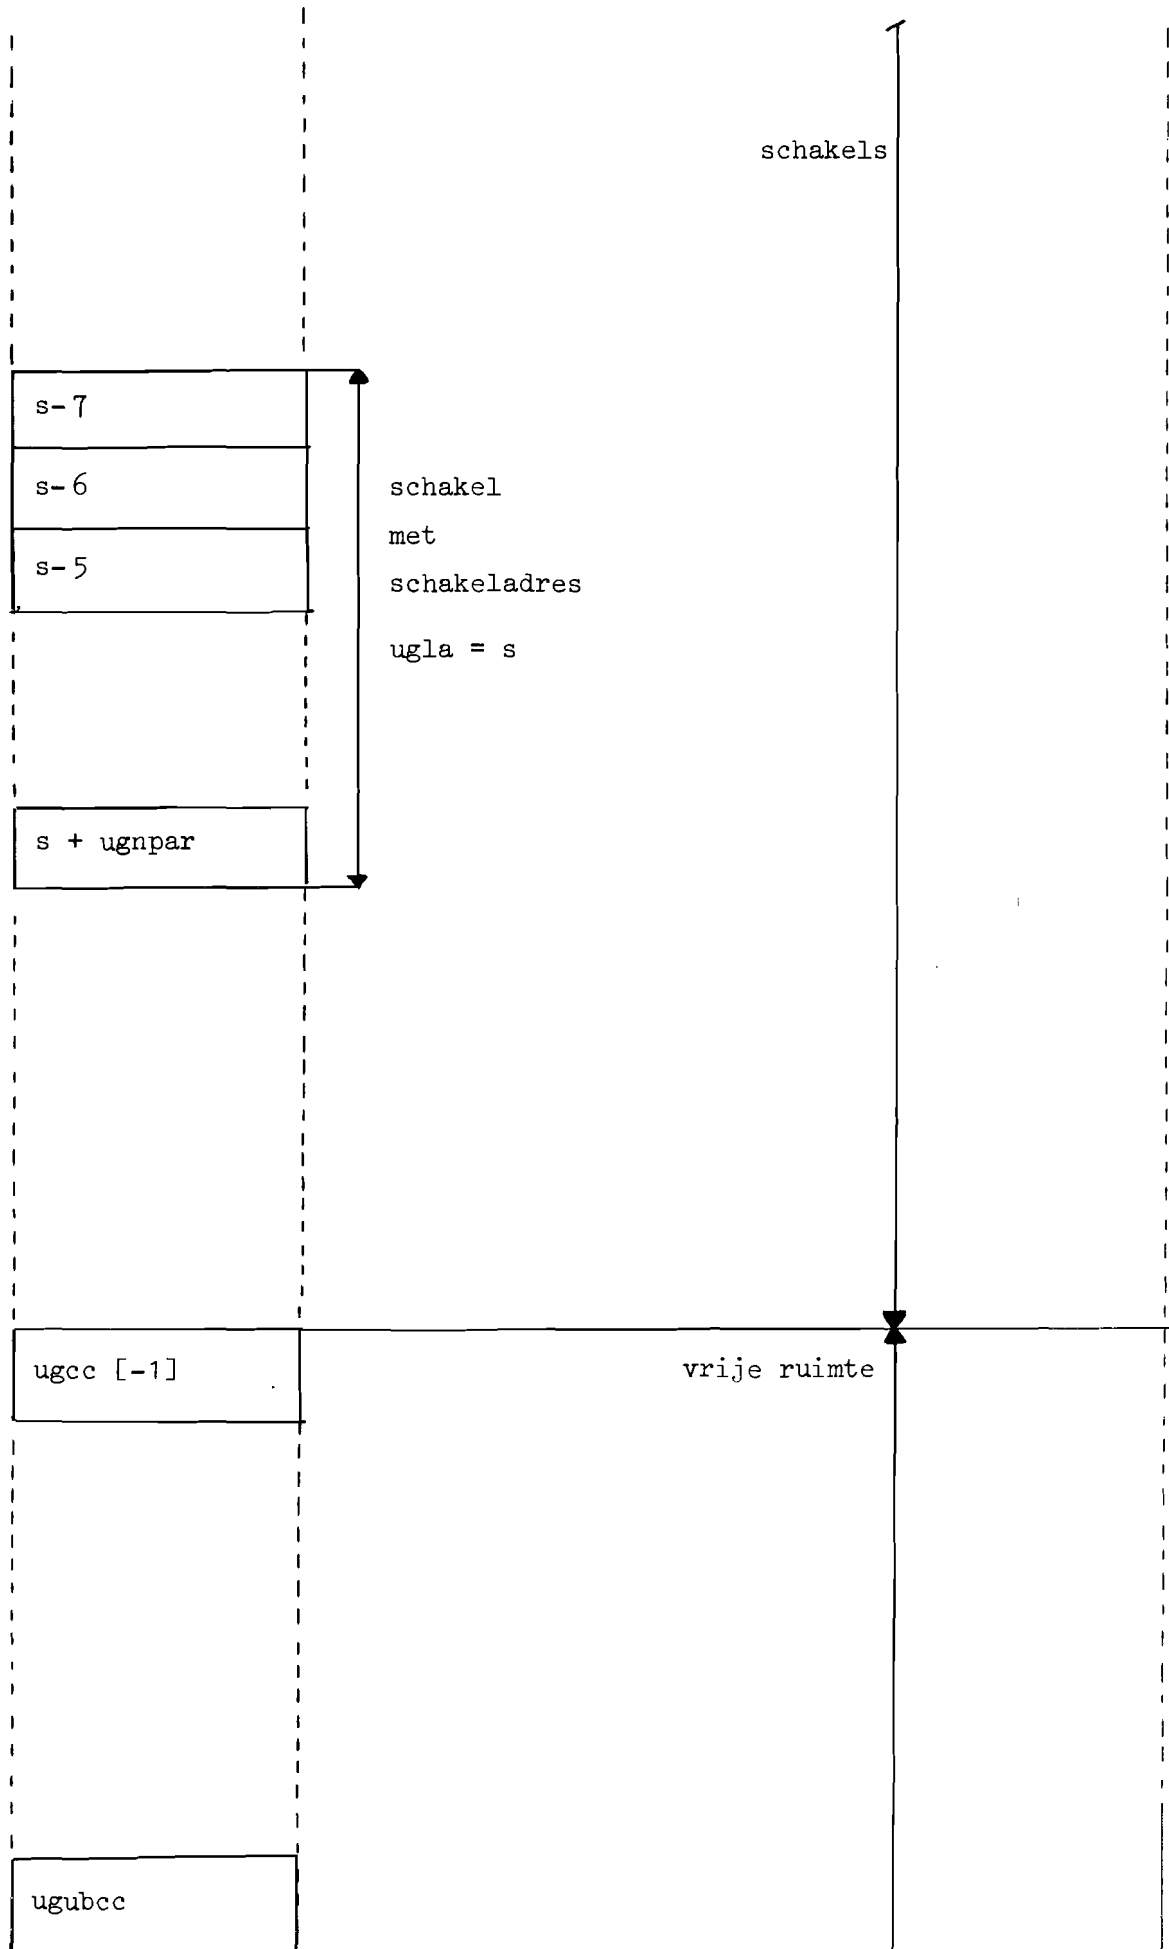 schakels
s-7
s-6
s-5
schakel
met
schakeladres
ugla = s
s + ugnpar
ugcc [-1]
vrije ruimte
ugubcc